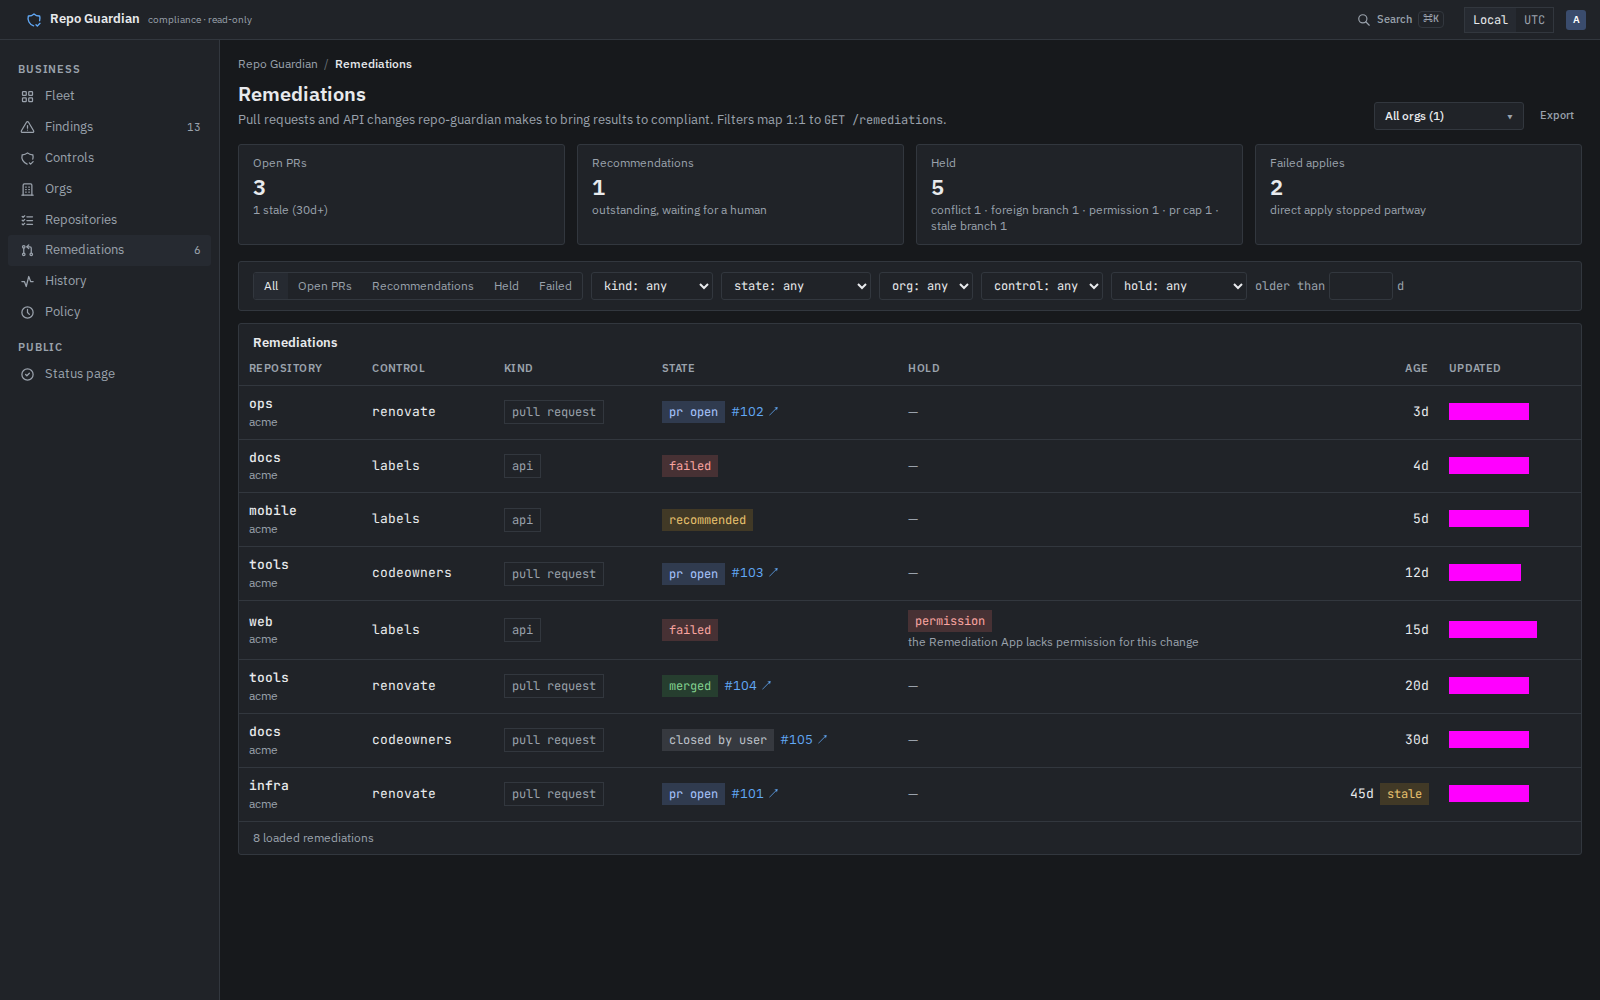 Repo Guardian compliance · read-only
Search ⌘K
Local UTC
A
BUSINESS
Fleet
Findings 13
Controls
Orgs
Repositories
Remediations 6
History
Policy
PUBLIC
Status page
Repo Guardian / Remediations
Remediations
Pull requests and API changes repo-guardian makes to bring results to compliant. Filters map 1:1 to GET /remediations.
All orgs (1)
Export
Open PRs
3
1 stale (30d+)
Recommendations
1
outstanding, waiting for a human
Held
5
conflict 1 · foreign branch 1 · permission 1 · pr cap 1 ·
stale branch 1
Failed applies
2
direct apply stopped partway
All Open PRs Recommendations Held Failed kind: any state: any org: any control: any hold: any older than d
Remediations
REPOSITORY CONTROL KIND STATE HOLD AGE UPDATED
ops
acme
renovate pull request pr open #102 ↗ — 3d
docs
acme
labels api failed — 4d
mobile
acme
labels api recommended — 5d
tools
acme
codeowners pull request pr open #103 ↗ — 12d
web
acme
labels api failed permission 15d
the Remediation App lacks permission for this change
tools
acme
renovate pull request merged #104 ↗ — 20d
docs
acme
codeowners pull request closed by user #105 ↗ — 30d
infra
acme
renovate pull request pr open #101 ↗ — 45d stale
8 loaded remediations